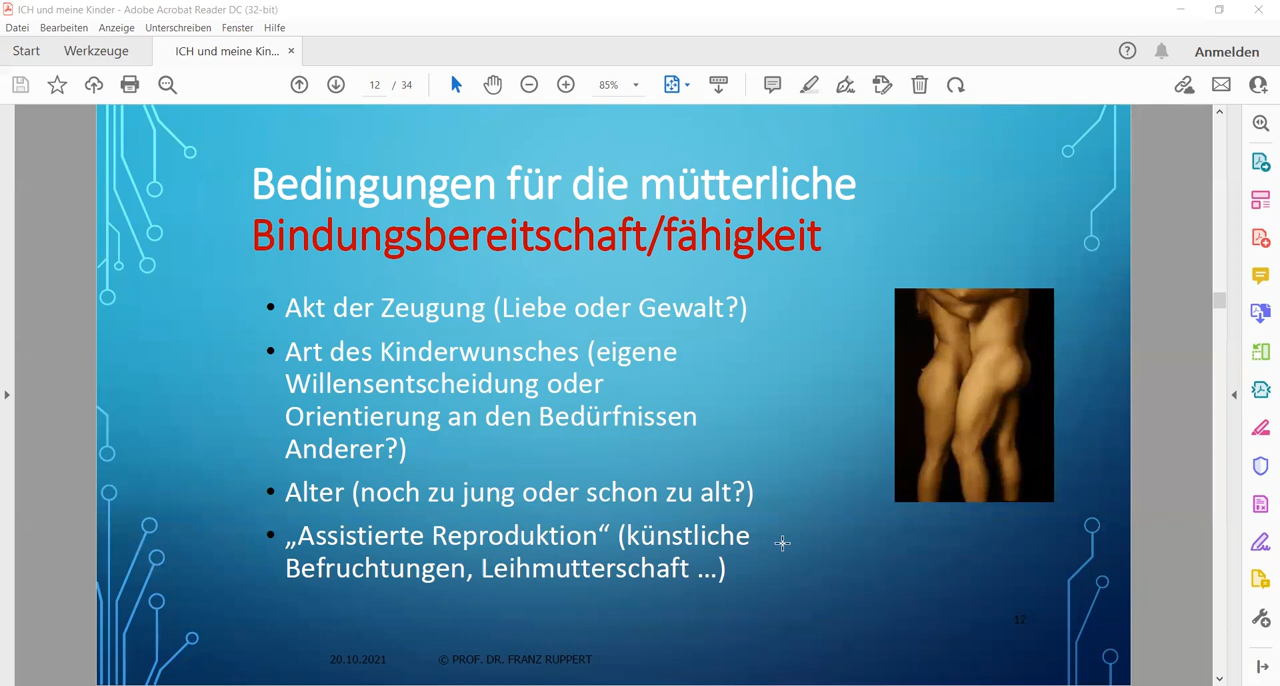 ICH und meine Kinder - Adobe Acrobat Reader DC (32-bit)
Datei Bearbeiten Anzeige Unterschreiben Fenster Hilfe
Start Werkzeuge ICH und meine Kin... × Anmelden
12 / 34 85%
Bedingungen für die mütterliche
Bindungsbereitschaft/fähigkeit
• Akt der Zeugung (Liebe oder Gewalt?)
• Art des Kinderwunsches (eigene
Willensentscheidung oder
Orientierung an den Bedürfnissen
Anderer?)
• Alter (noch zu jung oder schon zu alt?)
• „Assistierte Reproduktion“ (künstliche
Befruchtungen, Leihmutterschaft ...)
12
20.10.2021 © PROF. DR. FRANZ RUPPERT